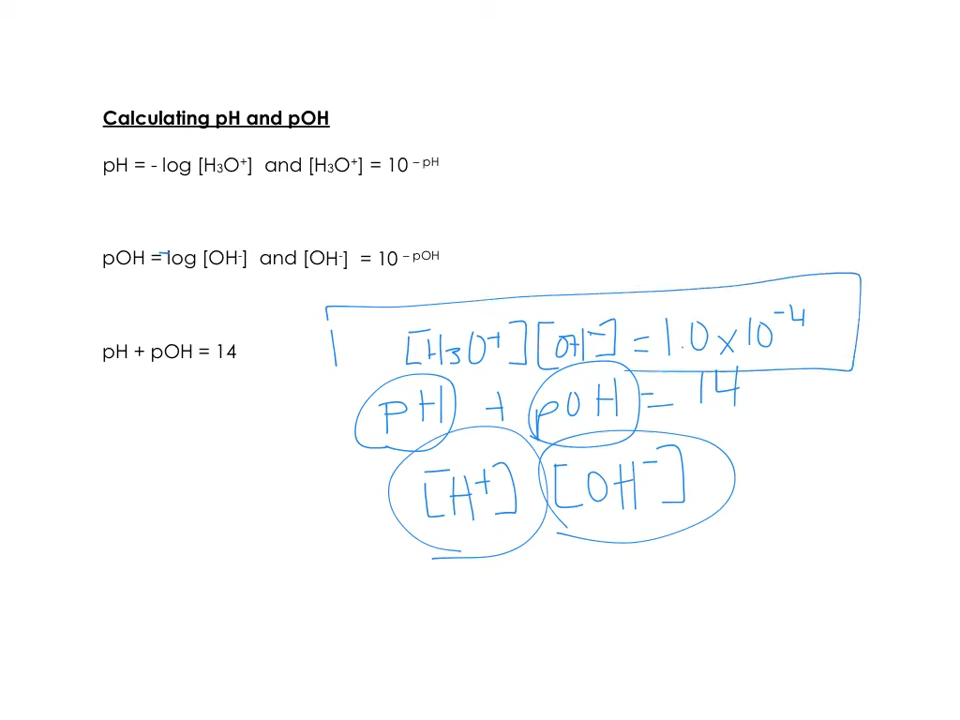 Calculating pH and pOH
pH = - log [H₃O⁺] and [H₃O⁺] = 10 ⁻ ᵖᴴ
pOH = -log [OH⁻] and [OH⁻] = 10 ⁻ ᵖᴼᴴ
[H₃O⁺][OH⁻] = 1.0 x 10⁻⁴
pH + pOH = 14
pH + pOH = 14
[H⁺] [OH⁻]